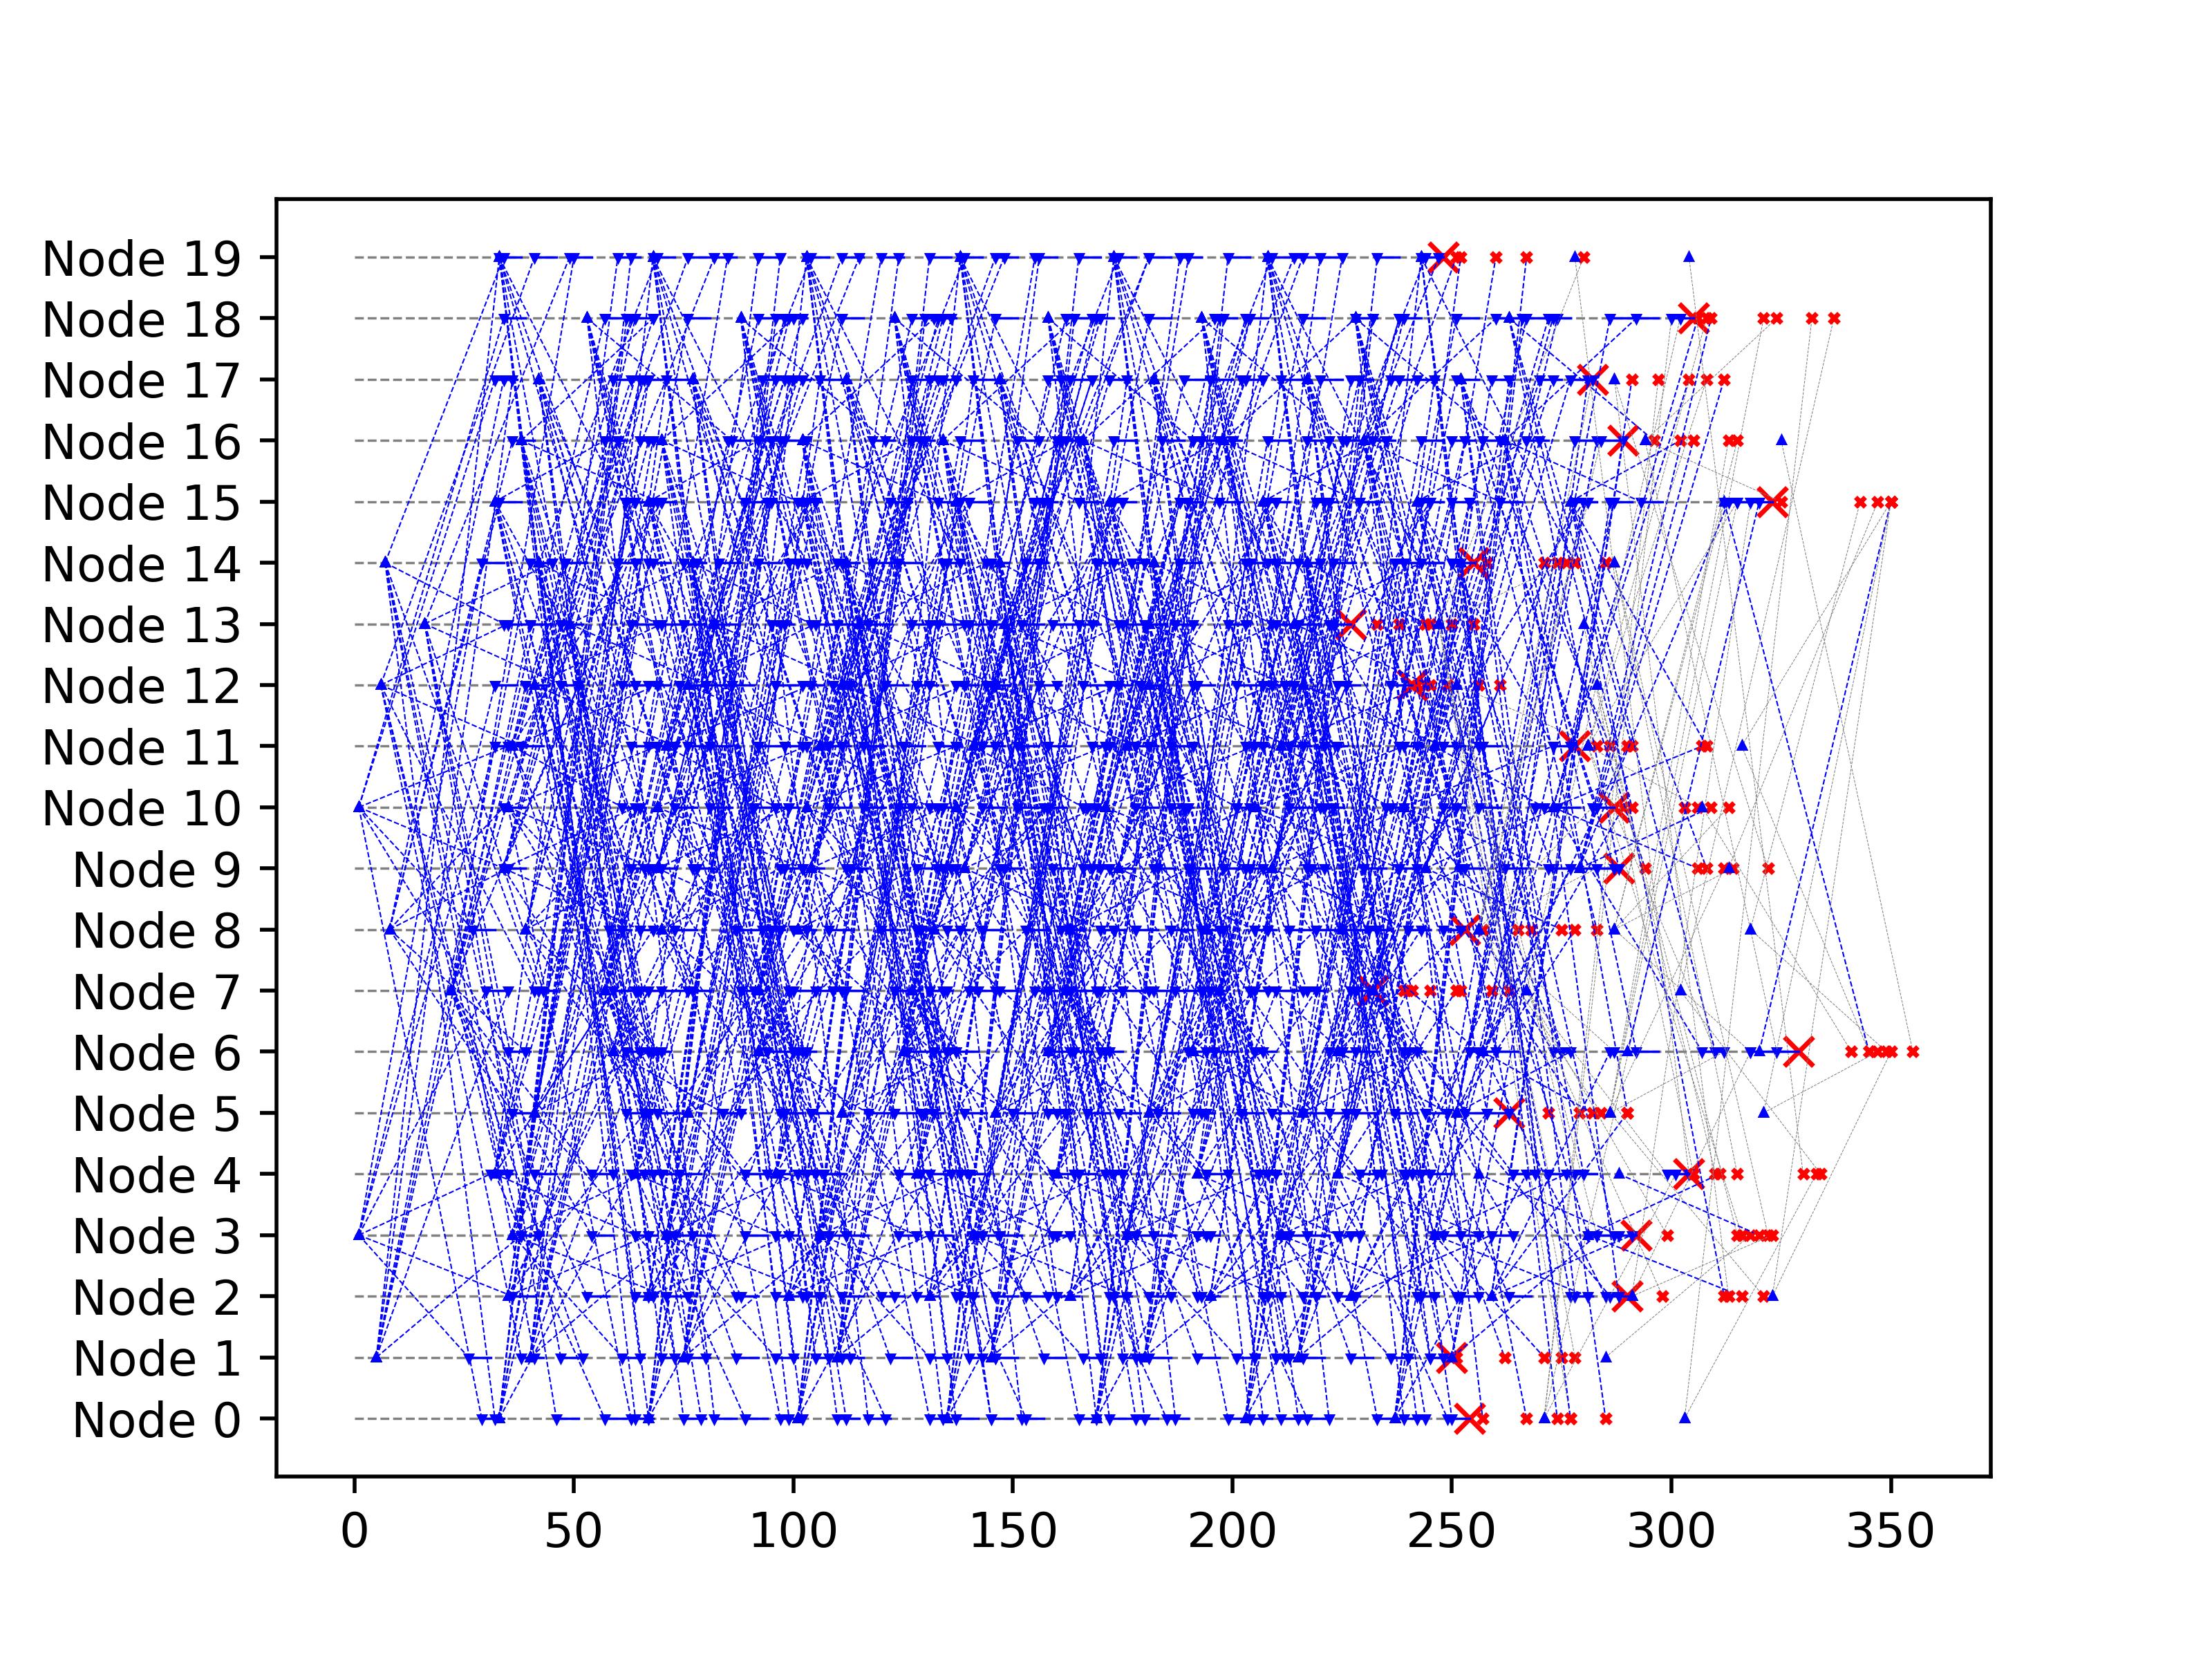 Node 19
Node 18
Node 17
Node 16
Node 15
Node 14
Node 13
Node 12
Node 11
Node 10
Node 9
Node 8
Node 7
Node 6
Node 5
Node 4
Node 3
Node 2
Node 1
Node 0
0 50 100 150 200 250 300 350